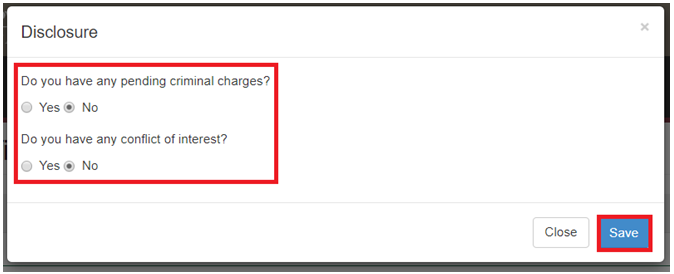 Disclosure ×
Do you have any pending criminal charges?
Yes No
Do you have any conflict of interest?
Yes No
Close Save